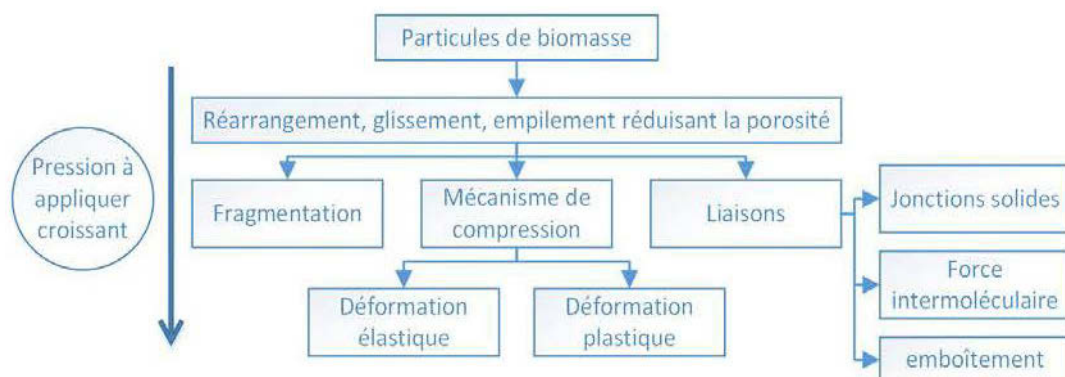 Particules de biomasse
Réarrangement, glissement, empilement réduisant la porosité
Pression à
appliquer
croissant
Fragmentation
Mécanisme de
compression
Liaisons
Jonctions solides
Force
intermoléculaire
emboîtement
Déformation
élastique
Déformation
plastique